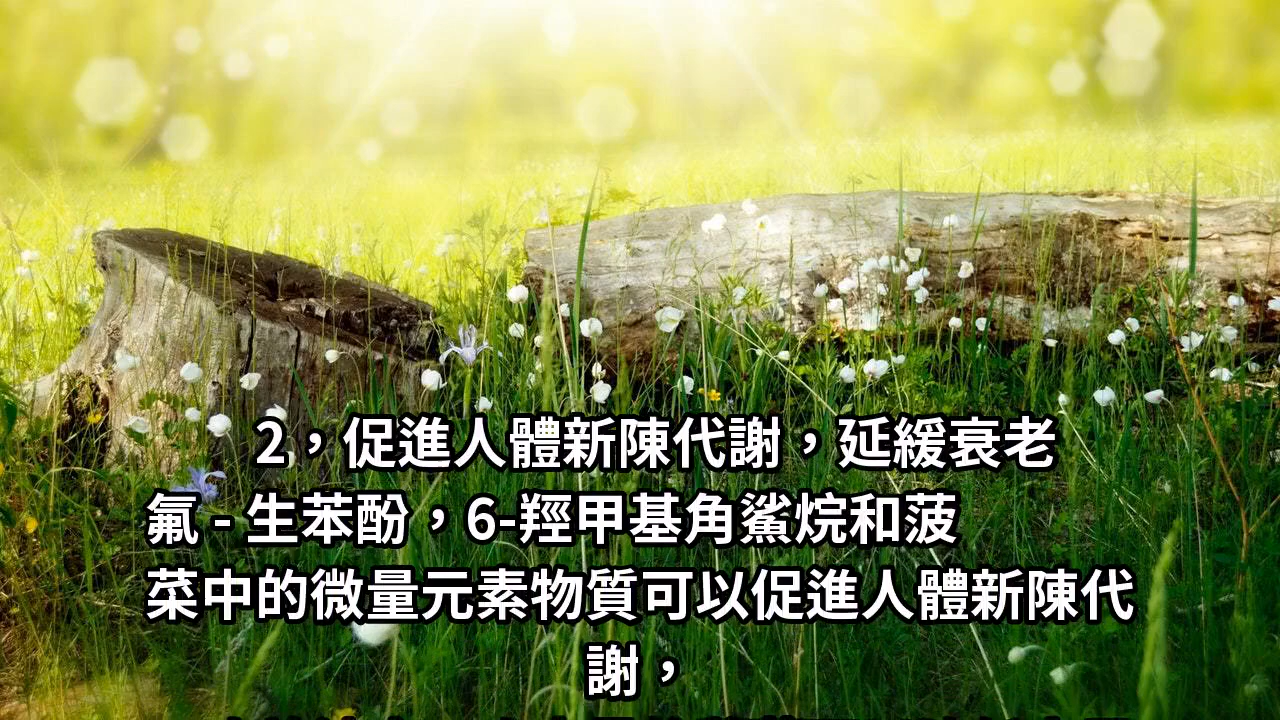 2，促進人體新陳代謝，延緩衰老
氟 - 生苯酚，6-羥甲基角鯊烷和菠
菜中的微量元素物質可以促進人體新陳代
謝，